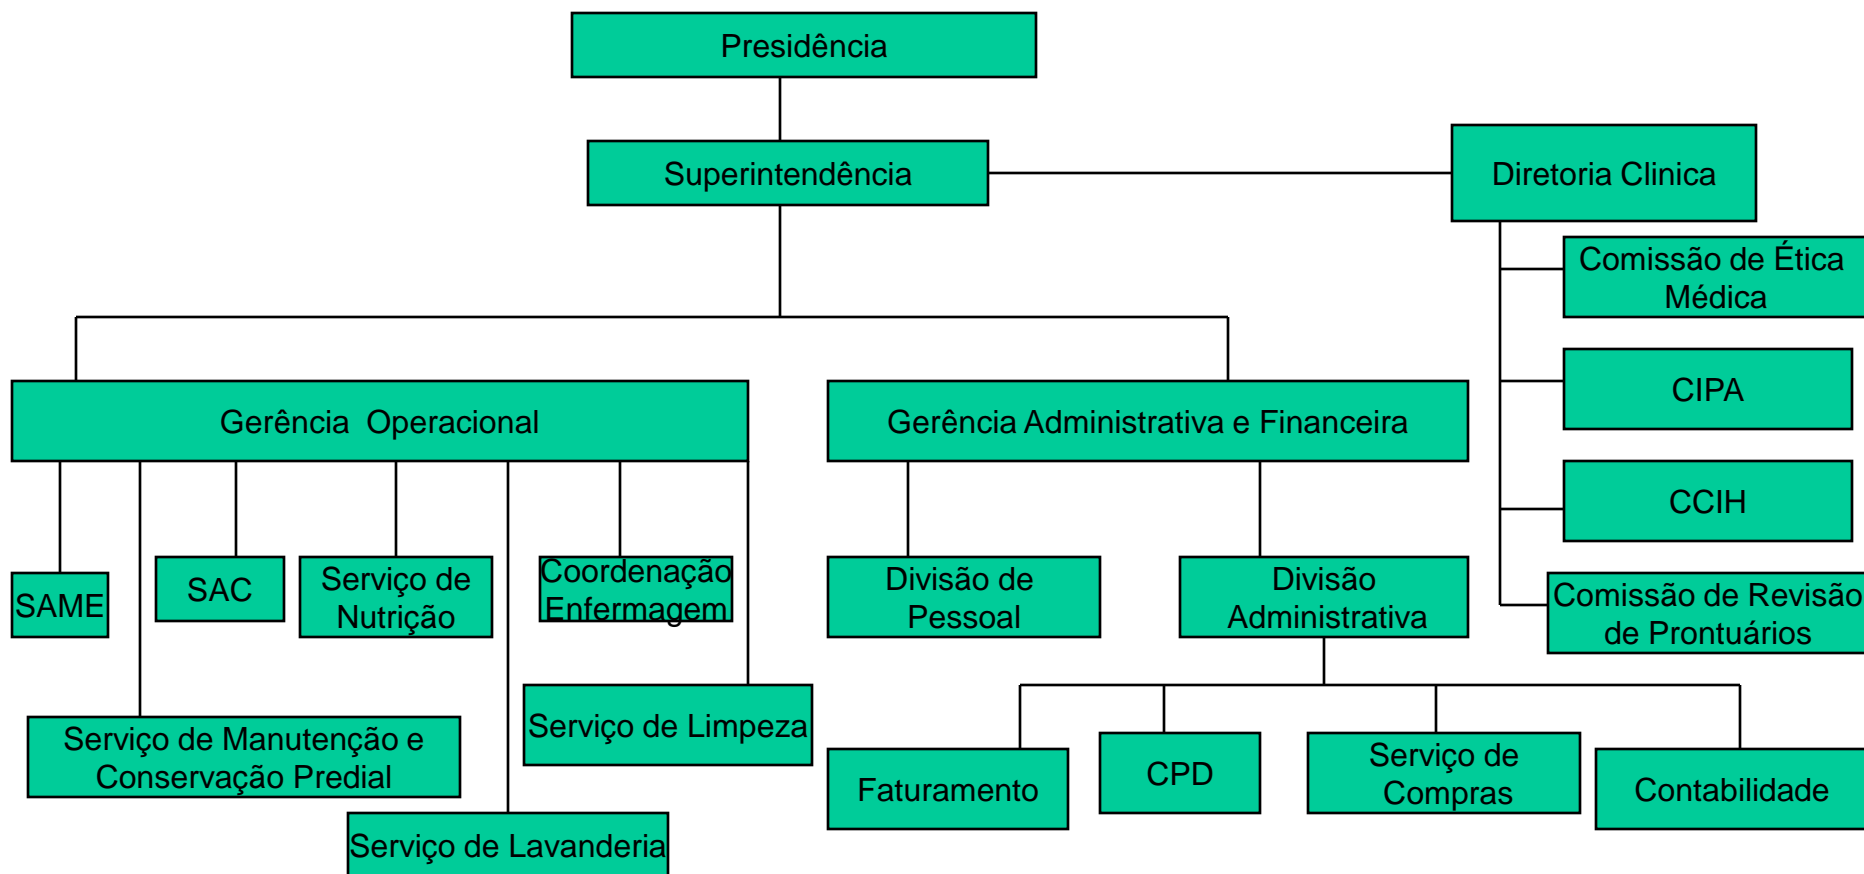 Presidência
Superintendência
Diretoria Clinica
Comissão de Ética
Médica
CIPA
CCIH
Comissão de Revisão
de Prontuários
Gerência  Operacional
Gerência Administrativa e Financeira
SAME
SAC
Serviço de
Nutrição
Coordenação
Enfermagem
Divisão de
Pessoal
Divisão
Administrativa
Serviço de Manutenção e
Conservação Predial
Serviço de Limpeza
Serviço de Lavanderia
Faturamento
CPD
Serviço de
Compras
Contabilidade